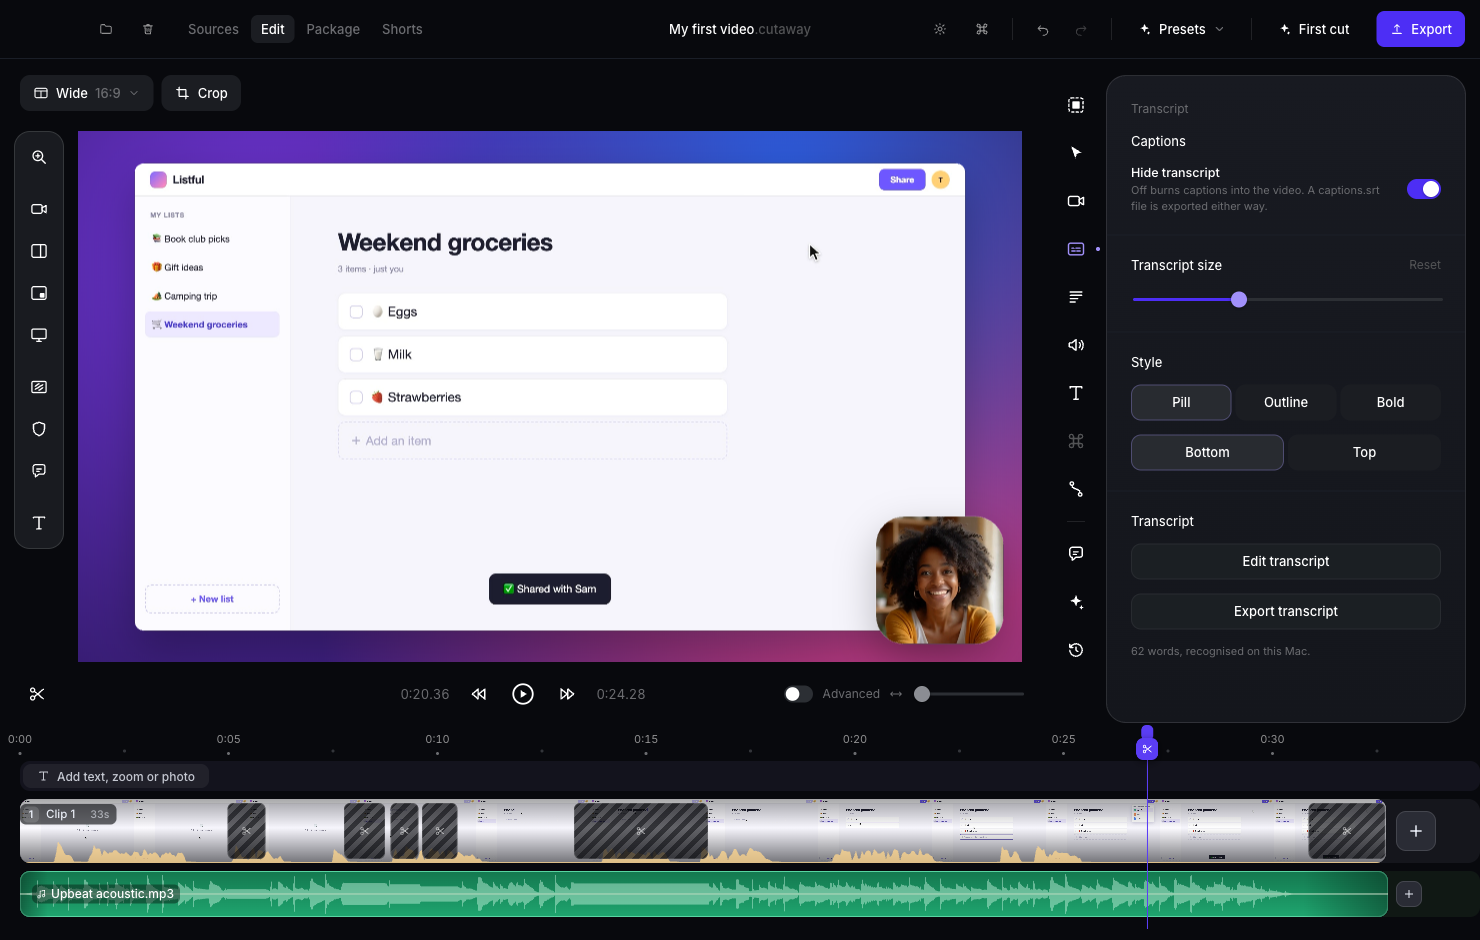 Sources Edit Package Shorts
My first video.cutaway
Presets First cut Export
Wide 16:9 Crop
Listful
Share
T
MY LISTS
Book club picks
Gift ideas
Camping trip
Weekend groceries
+ New list
Weekend groceries
3 items · just you
Eggs
Milk
Strawberries
+ Add an item
Shared with Sam
Transcript
Captions
Hide transcript
Off burns captions into the video. A captions.srt
file is exported either way.
Transcript size Reset
Style
Pill Outline Bold
Bottom Top
Transcript
Edit transcript
Export transcript
62 words, recognised on this Mac.
0:20.36 0:24.28
Advanced
0:00 0:05 0:10 0:15 0:20 0:25 0:30
Add text, zoom or photo
1 Clip 1 33s
Upbeat acoustic.mp3